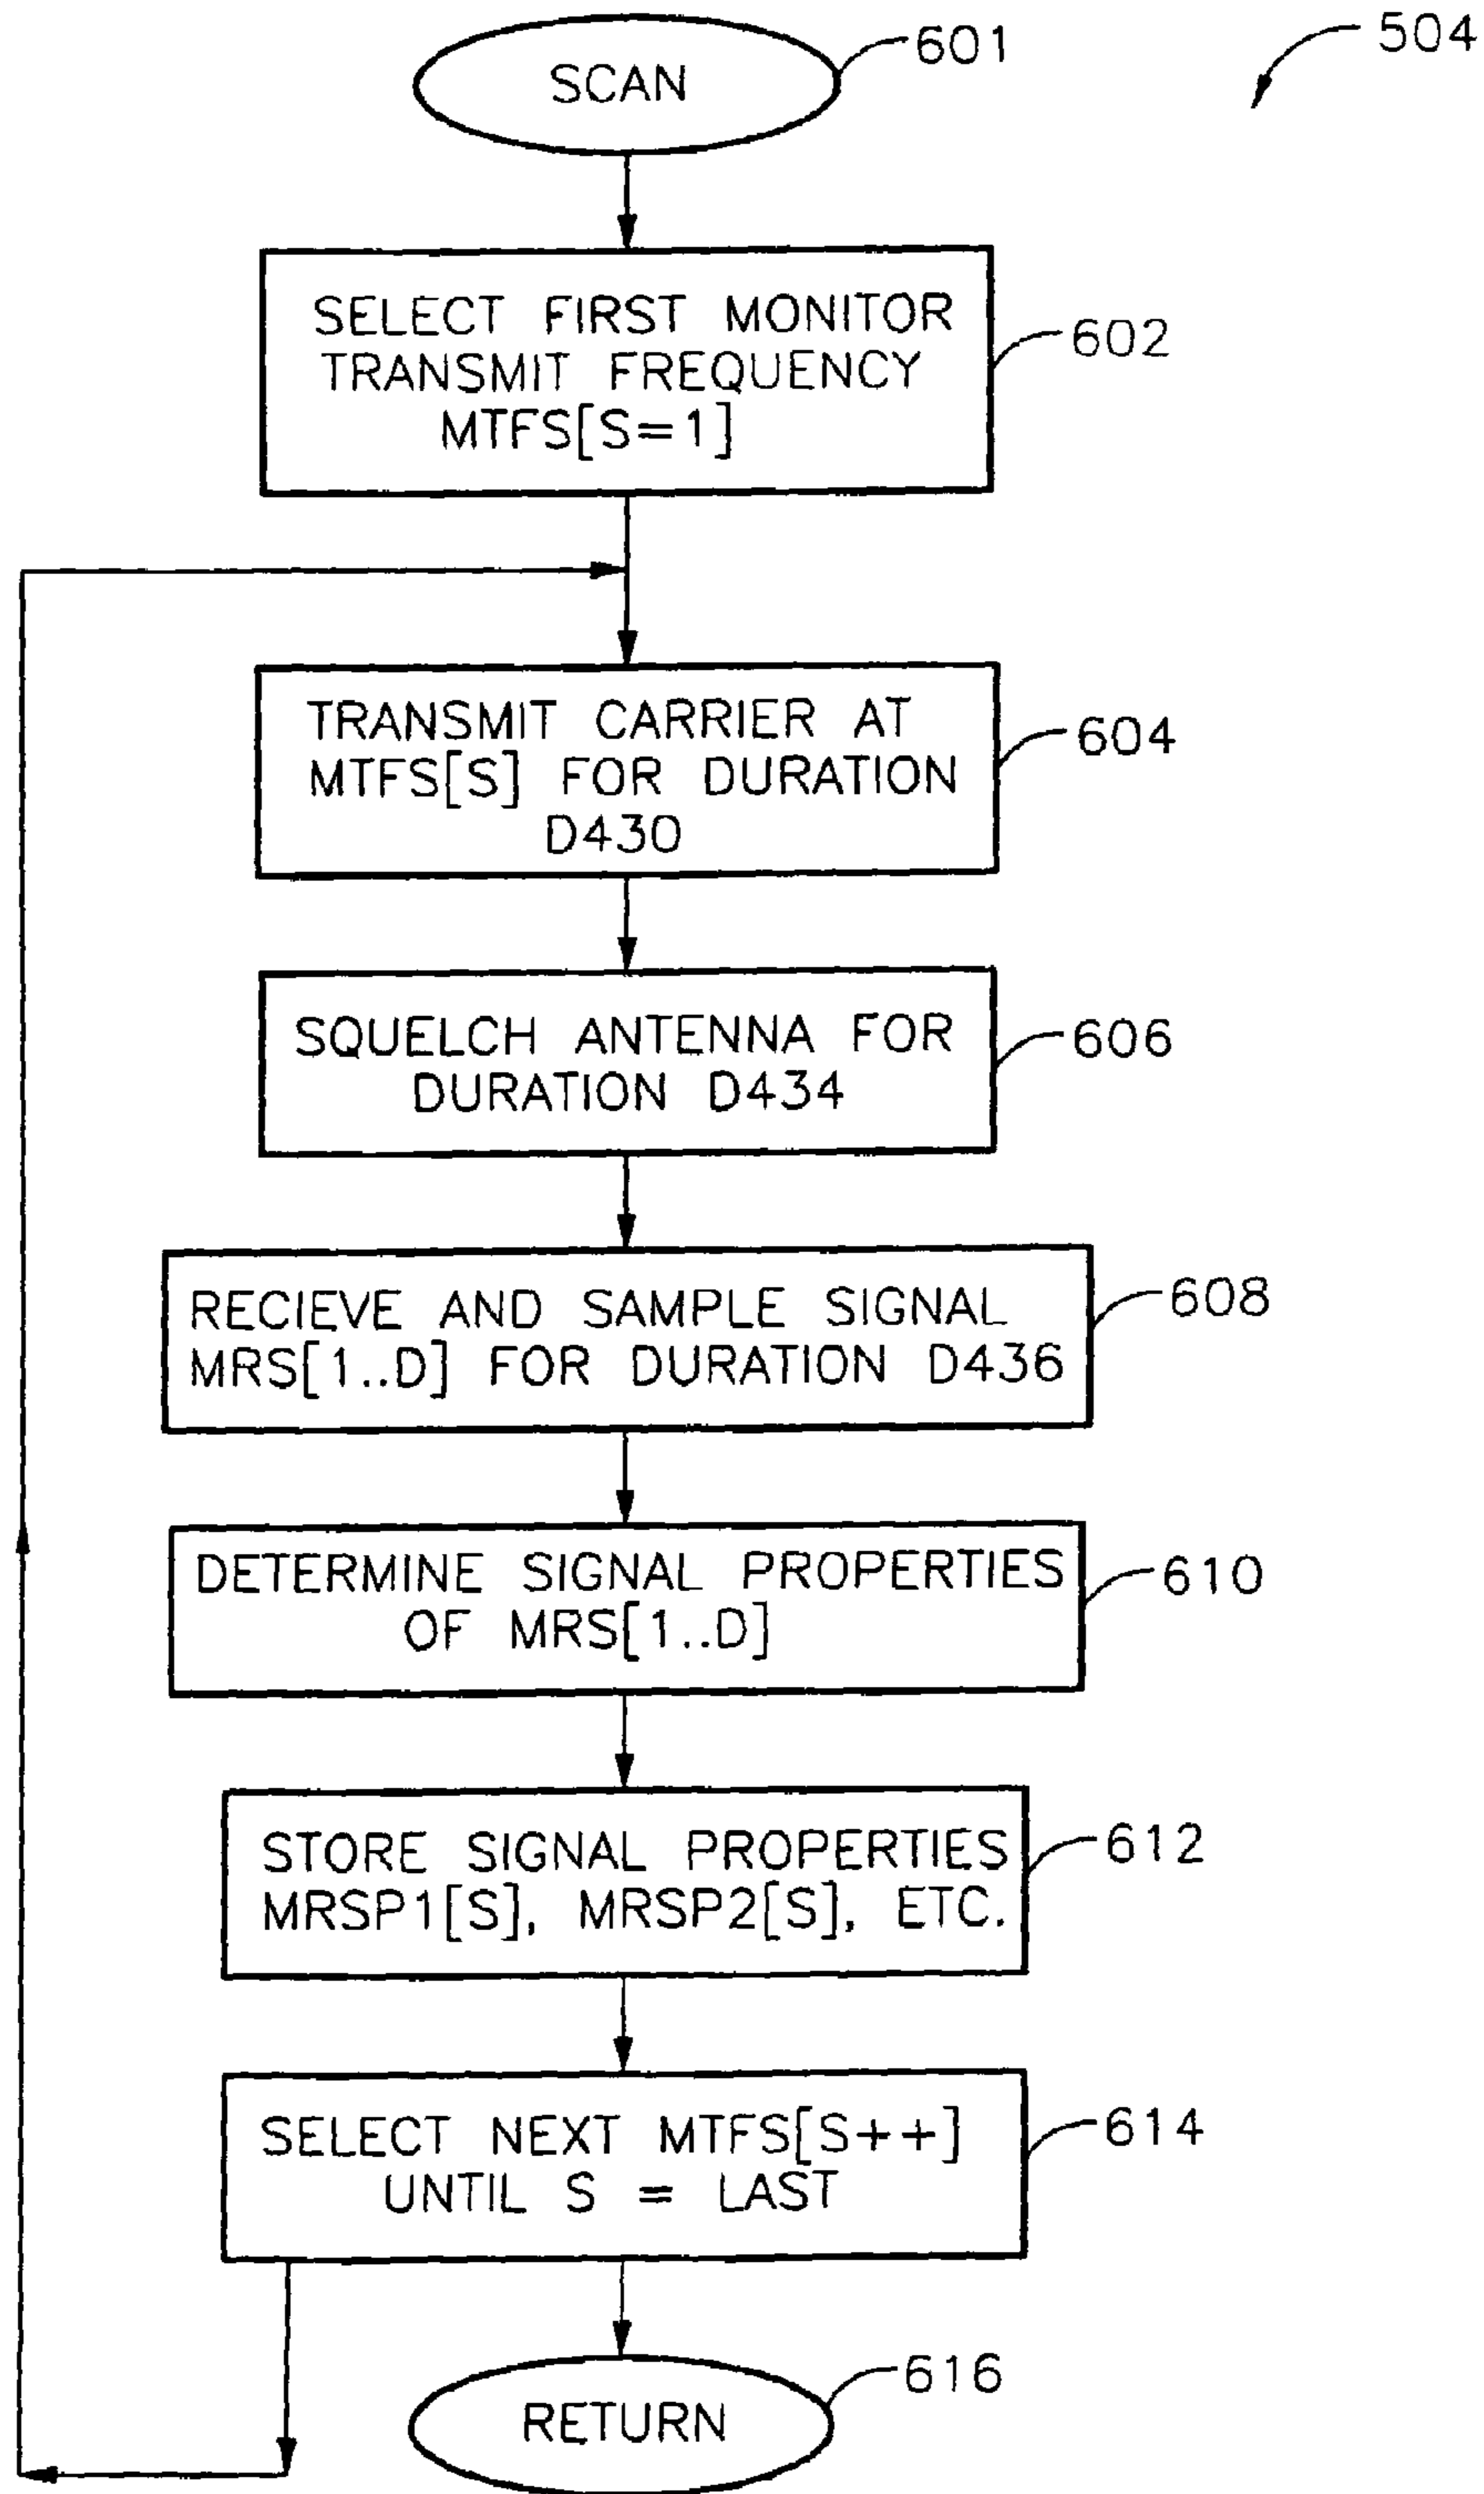 504
SCAN
601
SELECT FIRST MONITOR
TRANSMIT FREQUENCY
MTFS[S=1]
602
TRANSMIT CARRIER AT
MTFS[S] FOR DURATION
D430
604
SQUELCH ANTENNA FOR
DURATION D434
606
RECIEVE AND SAMPLE SIGNAL
MRS[1..D] FOR DURATION D436
608
DETERMINE SIGNAL PROPERTIES
OF MRS[1..D]
610
STORE SIGNAL PROPERTIES
MRSP1[S], MRSP2[S], ETC.
612
SELECT NEXT MTFS[S++]
UNTIL S = LAST
614
RETURN
616